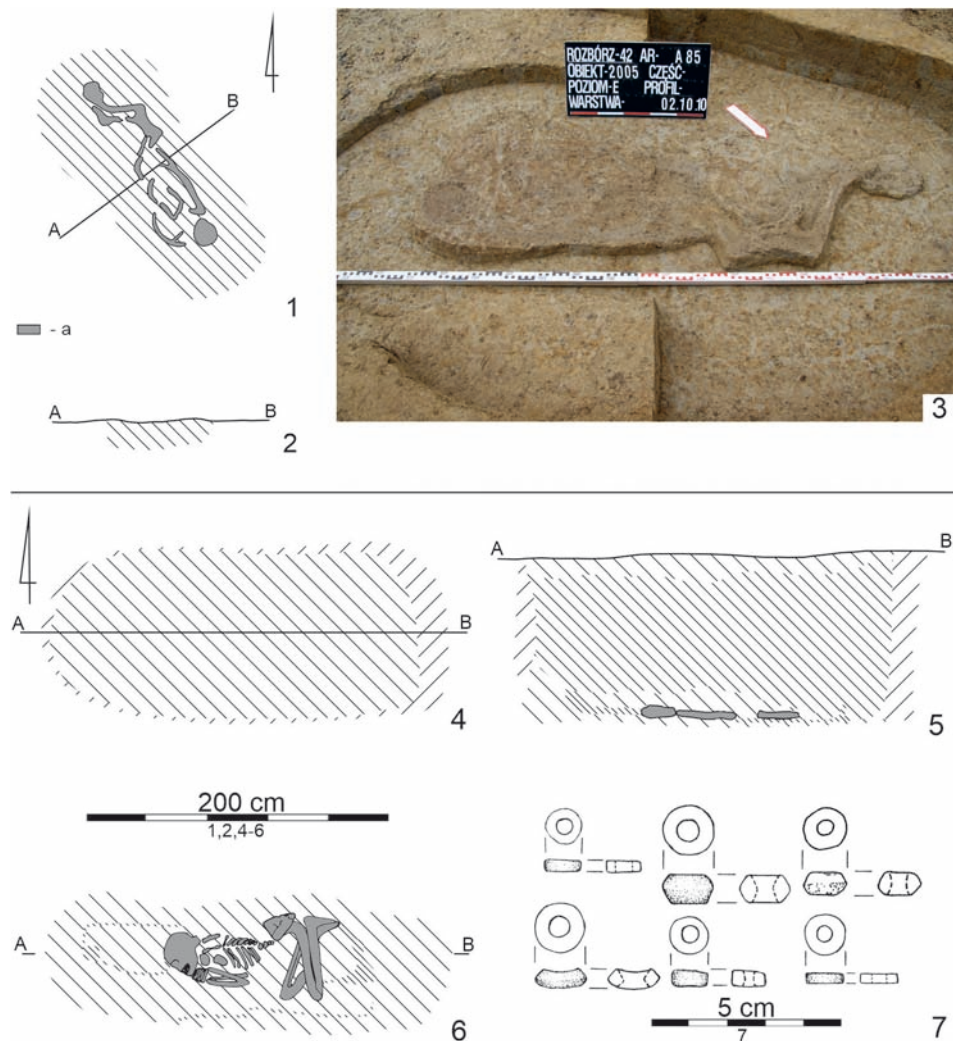 A
B
1
- a
A
B
2
ROZBÓRZ-42 AR- A 85
OBIEKT-2005 CZĘŚĆ-
POZIOM-E PROFIL-
WARSTWA- 02.10.10
3
A
B
4
A
B
5
200 cm
1,2,4-6
A
B
6
5 cm
7
7